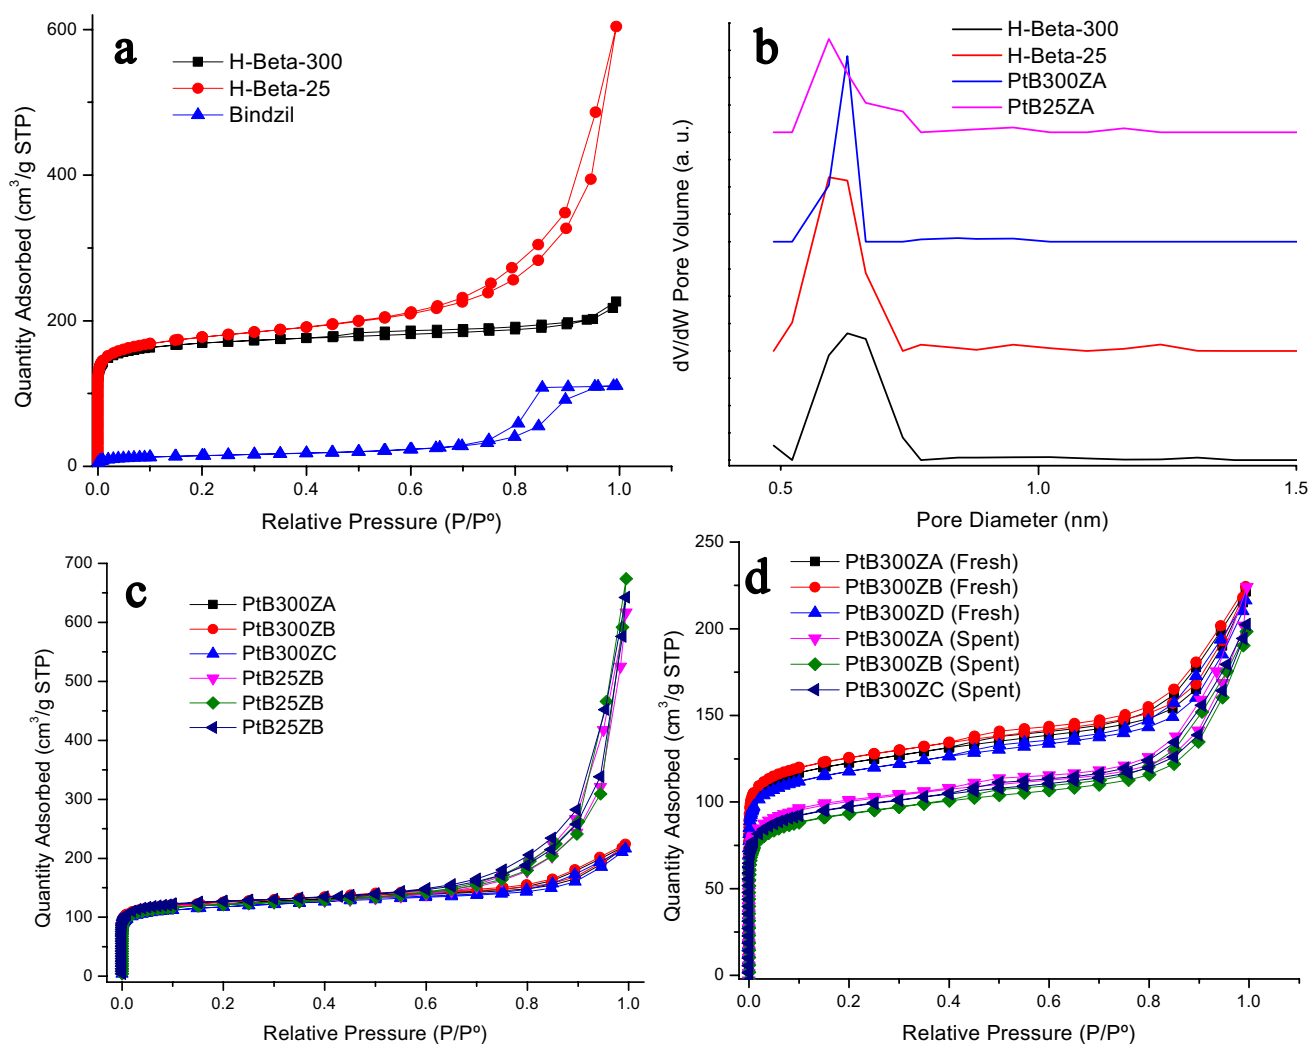 a
H-Beta-300
H-Beta-25
Bindzil
Quantity Adsorbed (cm³/g STP)
600
400
200
0
0.0 0.2 0.4 0.6 0.8 1.0
Relative Pressure (P/Pº)
b
H-Beta-300
H-Beta-25
PtB300ZA
PtB25ZA
dV/dW Pore Volume (a. u.)
0.5 1.0 1.5
Pore Diameter (nm)
c
PtB300ZA
PtB300ZB
PtB300ZC
PtB25ZB
PtB25ZB
PtB25ZB
Quantity Adsorbed (cm³/g STP)
700
600
500
400
300
200
100
0
0.0 0.2 0.4 0.6 0.8 1.0
Relative Pressure (P/Pº)
d
PtB300ZA (Fresh)
PtB300ZB (Fresh)
PtB300ZD (Fresh)
PtB300ZA (Spent)
PtB300ZB (Spent)
PtB300ZC (Spent)
Quantity Adsorbed (cm³/g STP)
250
200
150
100
50
0
0.0 0.2 0.4 0.6 0.8 1.0
Relative Pressure (P/Pº)